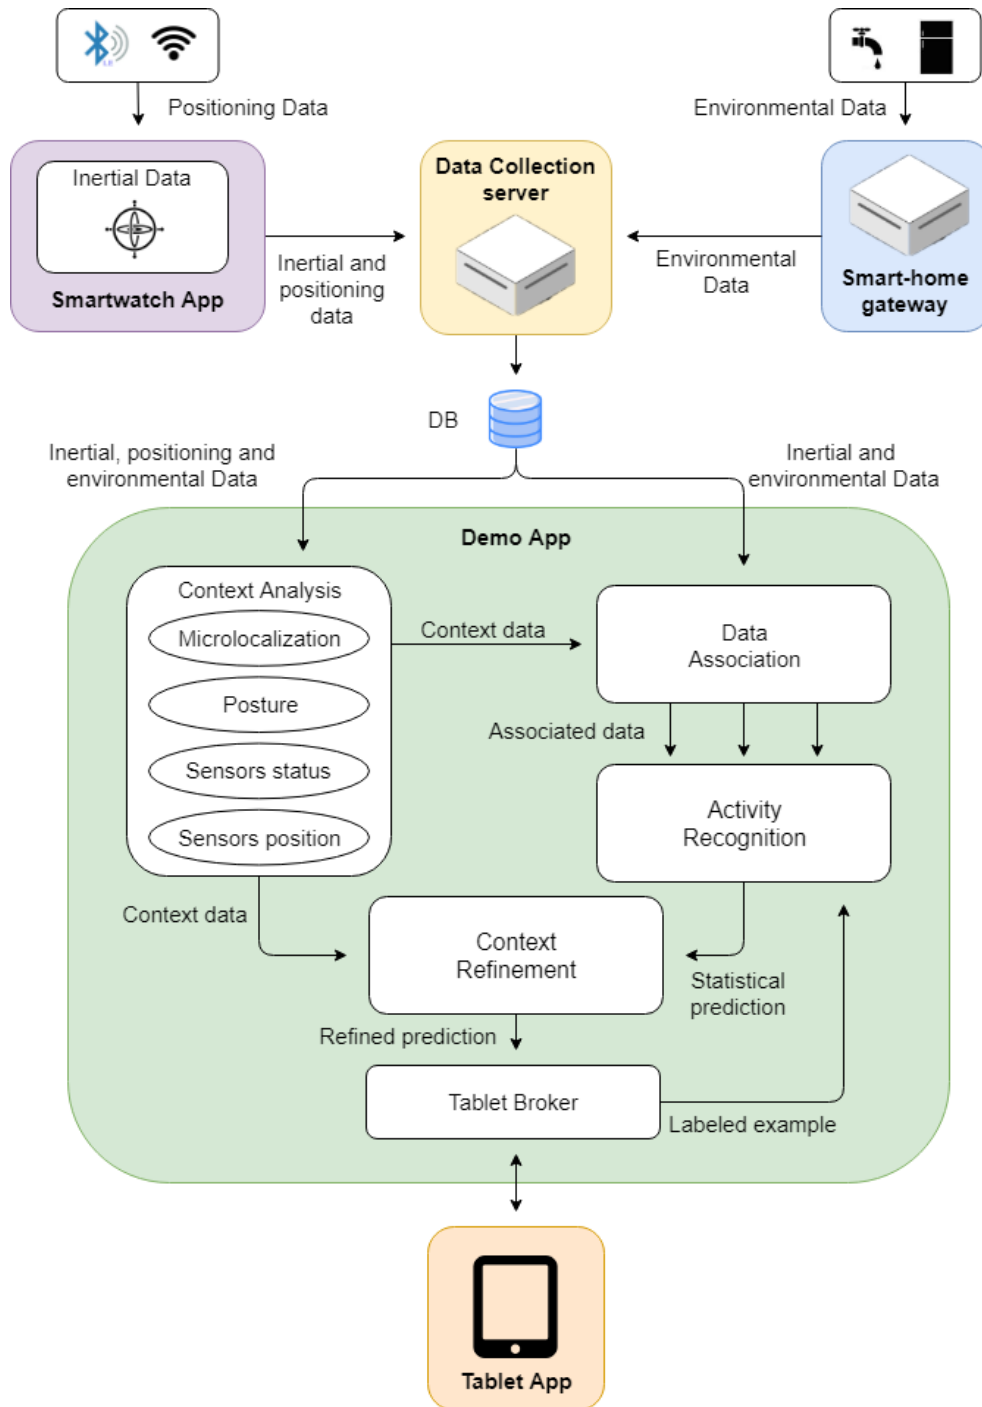 LE
Positioning Data
Environmental Data
Inertial Data
Smartwatch App
Inertial and
positioning
data
Data Collection
server
Environmental
Data
Smart-home
gateway
DB
Inertial, positioning and
environmental Data
Inertial and
environmental Data
Demo App
Context Analysis
Microlocalization
Posture
Sensors status
Sensors position
Context data
Data
Association
Associated data
Activity
Recognition
Context data
Context
Refinement
Statistical
prediction
Refined prediction
Tablet Broker
Labeled example
Tablet App